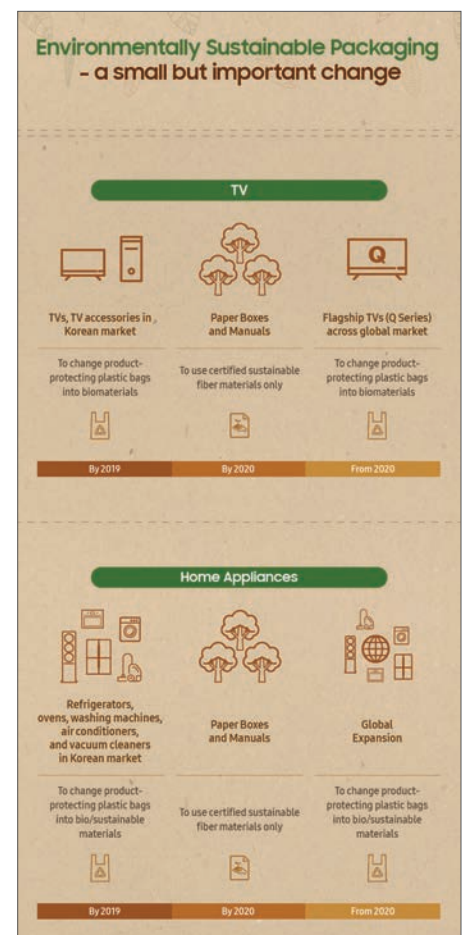 Environmentally Sustainable Packaging
– a small but important change
TV
Q
TVs, TV accessories in
Korean market
Paper Boxes
and Manuals
Flagship TVs (Q Series)
across global market
To change product-
protecting plastic bags
into biomaterials
To use certified sustainable
fiber materials only
To change product-
protecting plastic bags
into biomaterials
By 2019
By 2020
From 2020
Home Appliances
Refrigerators,
ovens, washing machines,
air conditioners,
and vacuum cleaners
in Korean market
Paper Boxes
and Manuals
Global
Expansion
To change product-
protecting plastic bags
into bio/sustainable
materials
To use certified sustainable
fiber materials only
To change product-
protecting plastic bags
into bio/sustainable
materials
By 2019
By 2020
From 2020